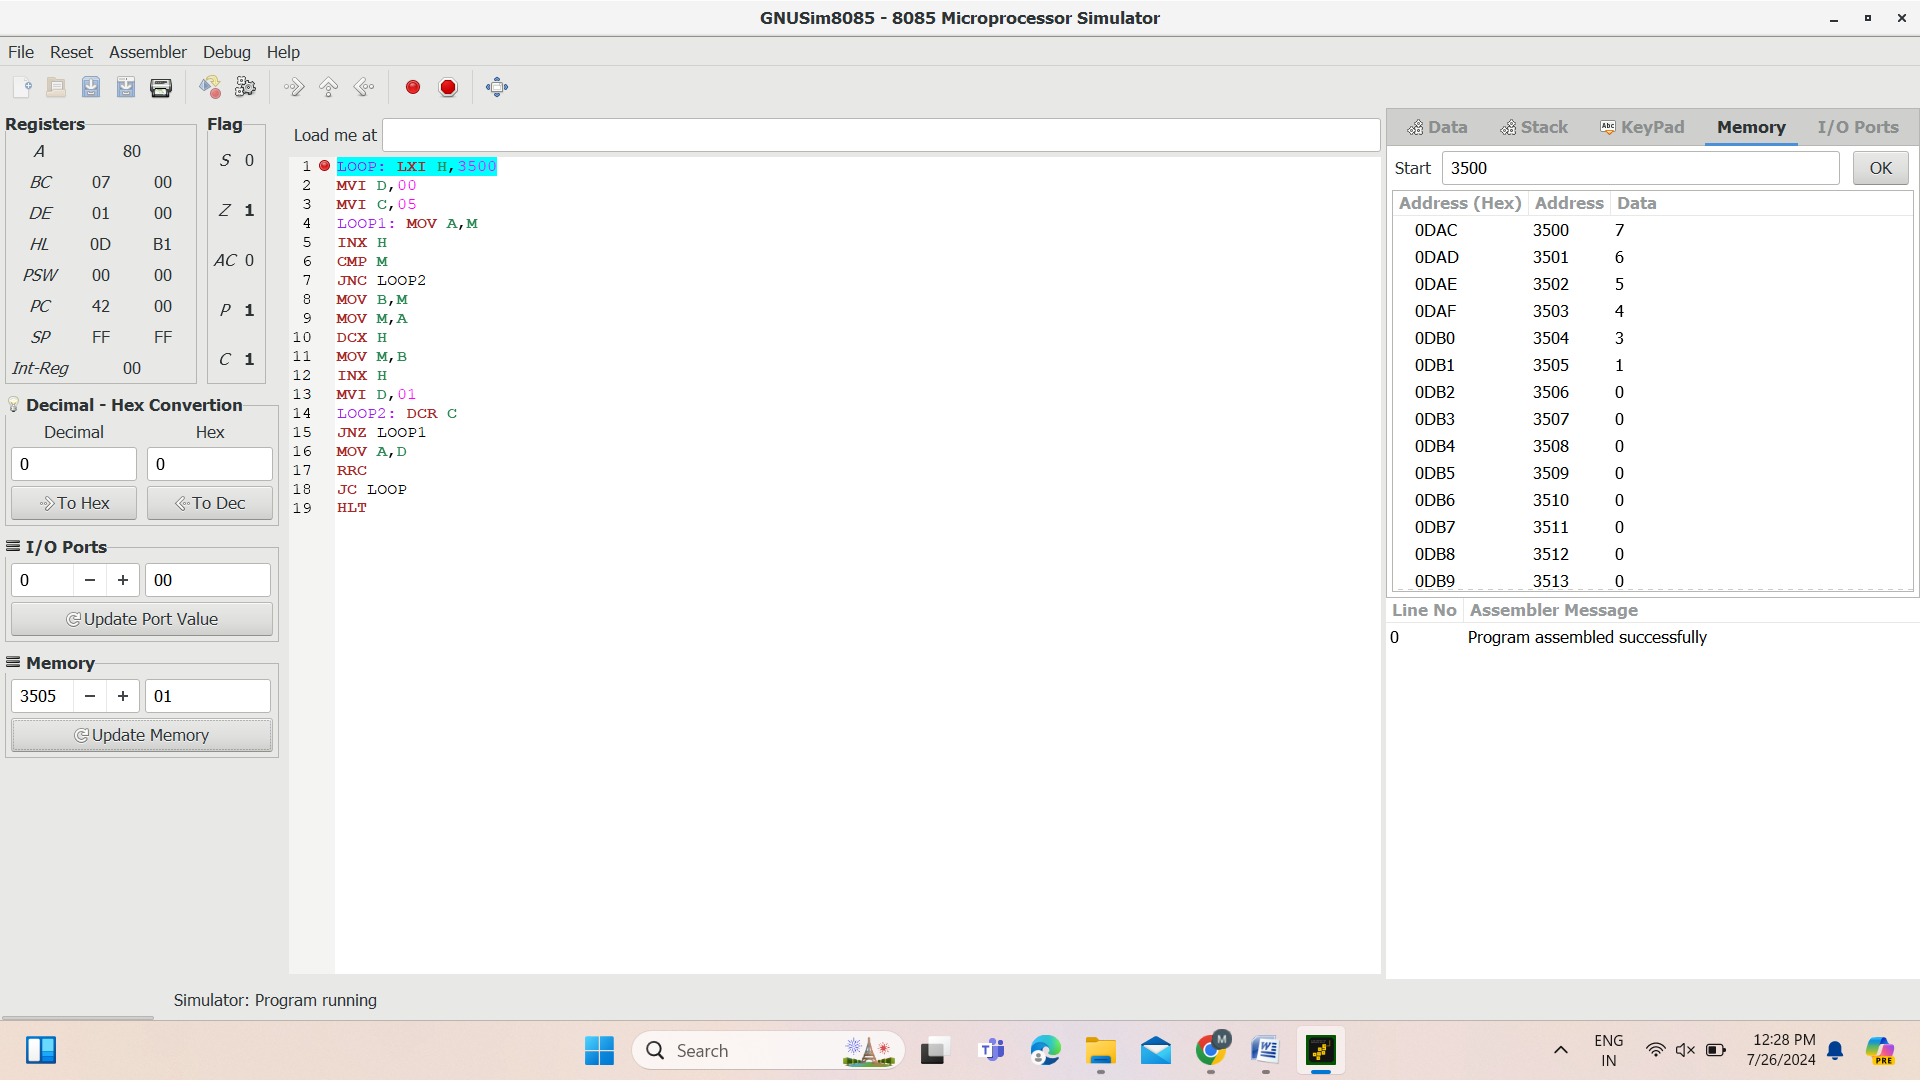 GNUSim8085 - 8085 Microprocessor Simulator
File Reset Assembler Debug Help
Registers
A 80
BC 07 00
DE 01 00
HL 0D B1
PSW 00 00
PC 42 00
SP FF FF
Int-Reg 00
Flag
S 0
Z 1
AC 0
P 1
C 1
Decimal - Hex Convertion
Decimal Hex
0 0
To Hex To Dec
I/O Ports
0 − + 00
Update Port Value
Memory
3505 − + 01
Update Memory
Load me at
1 LOOP: LXI H,3500
2 MVI D,00
3 MVI C,05
4 LOOP1: MOV A,M
5 INX H
6 CMP M
7 JNC LOOP2
8 MOV B,M
9 MOV M,A
10 DCX H
11 MOV M,B
12 INX H
13 MVI D,01
14 LOOP2: DCR C
15 JNZ LOOP1
16 MOV A,D
17 RRC
18 JC LOOP
19 HLT
Data Stack Abc KeyPad Memory I/O Ports
Start 3500 OK
Address (Hex) Address Data
0DAC 3500 7
0DAD 3501 6
0DAE 3502 5
0DAF 3503 4
0DB0 3504 3
0DB1 3505 1
0DB2 3506 0
0DB3 3507 0
0DB4 3508 0
0DB5 3509 0
0DB6 3510 0
0DB7 3511 0
0DB8 3512 0
0DB9 3513 0
Line No Assembler Message
0 Program assembled successfully
Simulator: Program running
Search
M
ENG
IN
12:28 PM
7/26/2024
PRE